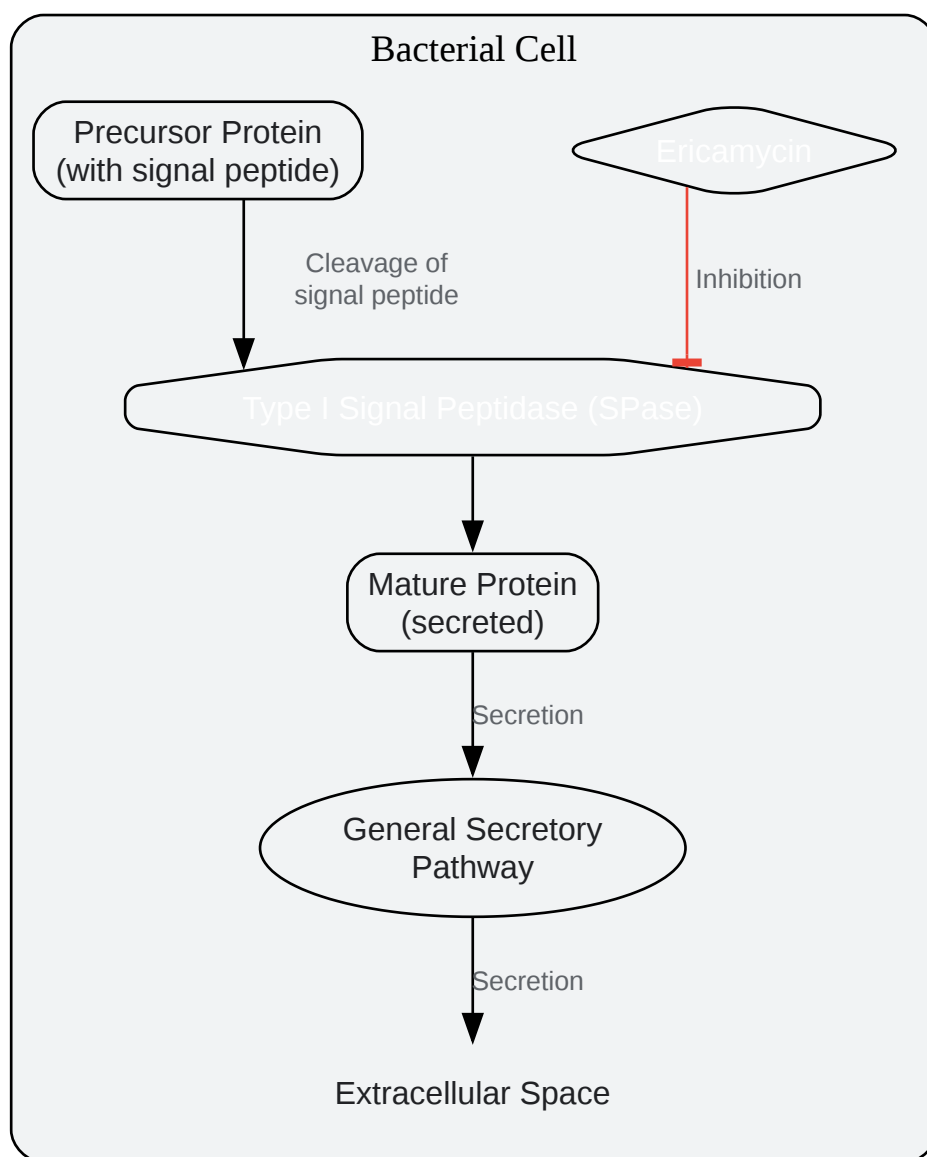 Bacterial Cell
Precursor Protein
(with signal peptide)
Ericamycin
Cleavage of
signal peptide
Inhibition
Type I Signal Peptidase (SPase)
Mature Protein
(secreted)
Secretion
General Secretory
Pathway
Secretion
Extracellular Space